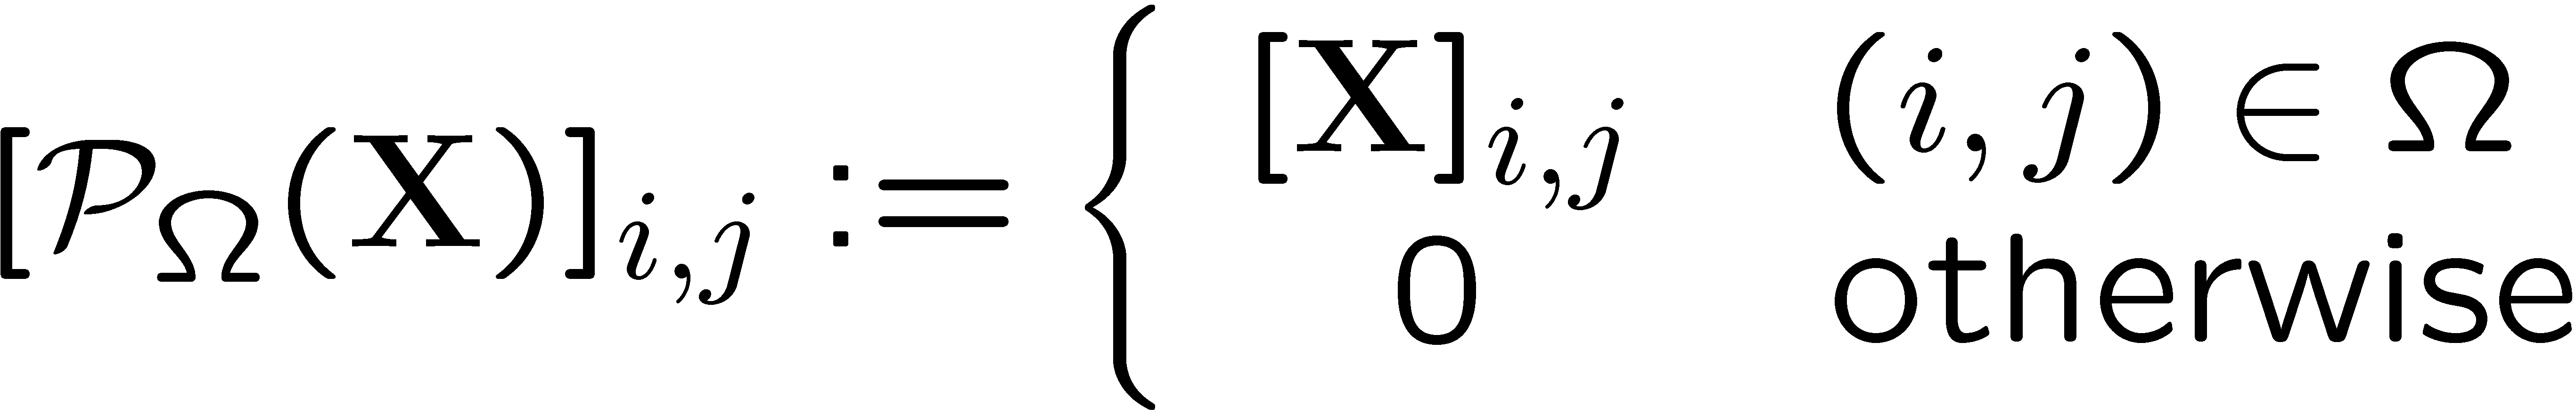 [𝒫_Ω(𝐗)]_{i,j} := { [𝐗]_{i,j} (i, j) ∈ Ω
0 otherwise